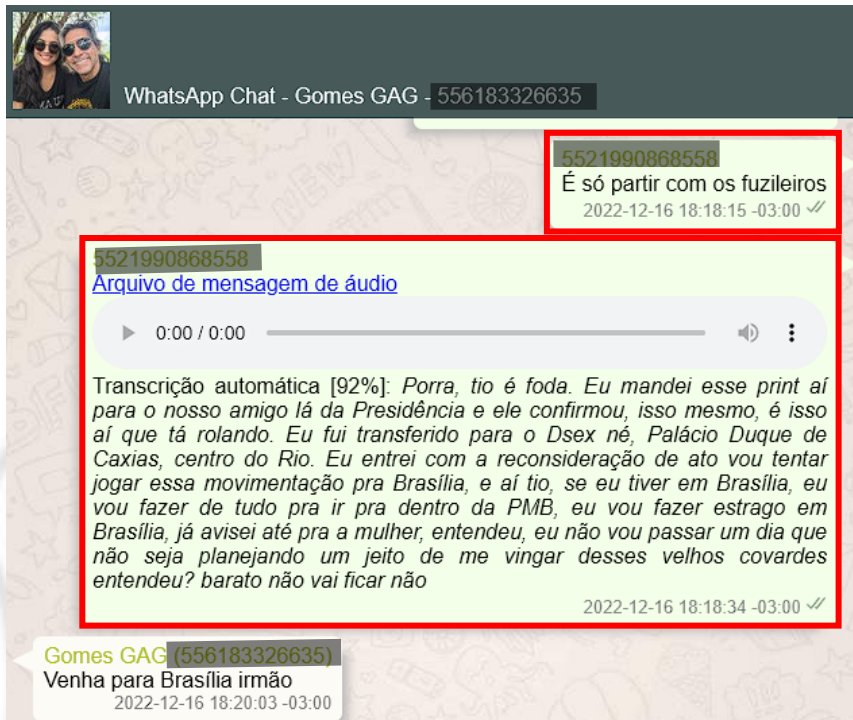 WhatsApp Chat - Gomes GAG -
É só partir com os fuzileiros
2022-12-16 18:18:15 -03:00
Arquivo de mensagem de áudio
0:00 / 0:00
Transcrição automática [92%]: Porra, tio é foda. Eu mandei esse print aí
para o nosso amigo lá da Presidência e ele confirmou, isso mesmo, é isso
aí que tá rolando. Eu fui transferido para o Dsex né, Palácio Duque de
Caxias, centro do Rio. Eu entrei com a reconsideração de ato vou tentar
jogar essa movimentação pra Brasília, e aí tio, se eu tiver em Brasília, eu
vou fazer de tudo pra ir pra dentro da PMB, eu vou fazer estrago em
Brasília, já avisei até pra a mulher, entendeu, eu não vou passar um dia que
não seja planejando um jeito de me vingar desses velhos covardes
entendeu? barato não vai ficar não
2022-12-16 18:18:34 -03:00
Gomes GAG
Venha para Brasília irmão
2022-12-16 18:20:03 -03:00